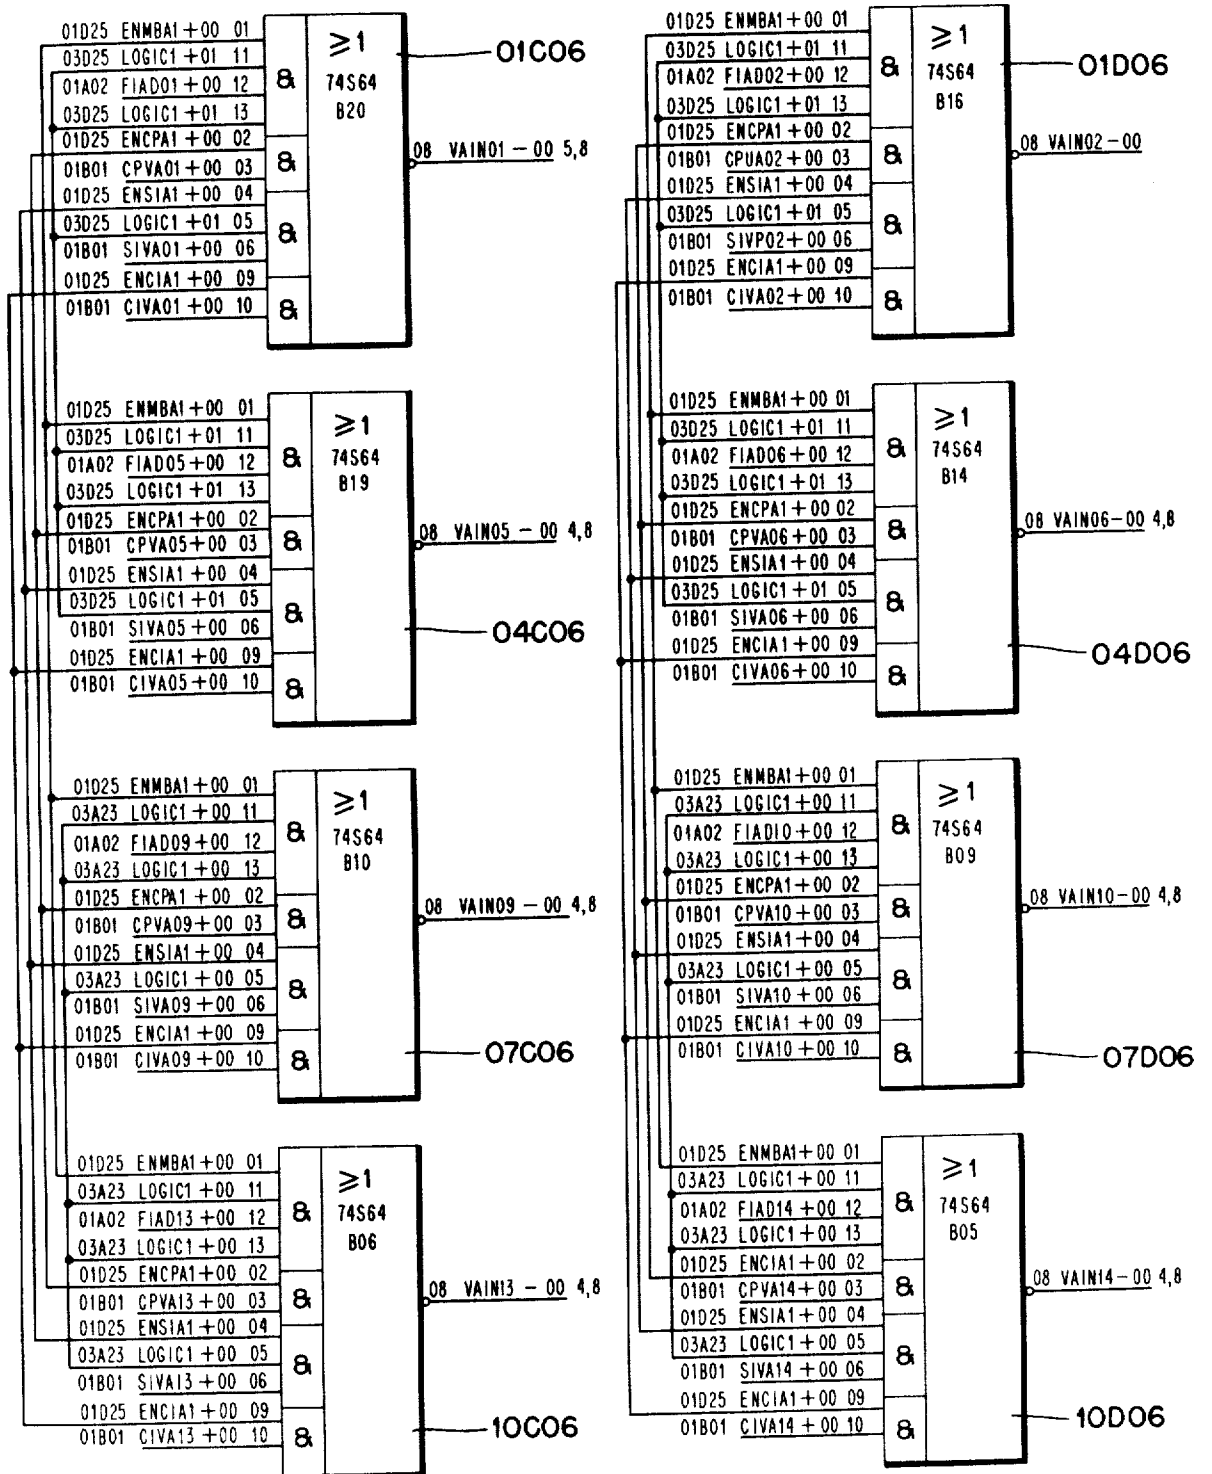 01D25 ENMBA1+00 01
03D25 LOGIC1+01 11
01A02 FIAD01+00 12
03D25 LOGIC1+01 13
01D25 ENCPA1+00 02
01B01 CPVA01+00 03
01D25 ENSIA1+00 04
03D25 LOGIC1+01 05
01B01 SIVA01+00 06
01D25 ENCIA1+00 09
01B01 CIVA01+00 10
&
&
&
&
≥1
74S64
B20
01C06
08 VAIN01-00 5,8
01D25 ENMBA1+00 01
03D25 LOGIC1+01 11
01A02 FIAD02+00 12
03D25 LOGIC1+01 13
01D25 ENCPA1+00 02
01B01 CPUA02+00 03
01D25 ENSIA1+00 04
03D25 LOGIC1+01 05
01B01 SIVP02+00 06
01D25 ENCIA1+00 09
01B01 CIVA02+00 10
&
&
&
&
≥1
74S64
B16
01D06
08 VAIN02-00
01D25 ENMBA1+00 01
03D25 LOGIC1+01 11
01A02 FIAD05+00 12
03D25 LOGIC1+01 13
01D25 ENCPA1+00 02
01B01 CPVA05+00 03
01D25 ENSIA1+00 04
03D25 LOGIC1+01 05
01B01 SIVA05+00 06
01D25 ENCIA1+00 09
01B01 CIVA05+00 10
&
&
&
&
≥1
74S64
B19
08 VAIN05-00 4,8
04C06
01D25 ENMBA1+00 01
03D25 LOGIC1+01 11
01A02 FIAD06+00 12
03D25 LOGIC1+01 13
01D25 ENCPA1+00 02
01B01 CPVA06+00 03
01D25 ENSIA1+00 04
03D25 LOGIC1+01 05
01B01 SIVA06+00 06
01D25 ENCIA1+00 09
01B01 CIVA06+00 10
&
&
&
&
≥1
74S64
B14
08 VAIN06-00 4,8
04D06
01D25 ENMBA1+00 01
03A23 LOGIC1+00 11
01A02 FIAD09+00 12
03A23 LOGIC1+00 13
01D25 ENCPA1+00 02
01B01 CPVA09+00 03
01D25 ENSIA1+00 04
03A23 LOGIC1+00 05
01B01 SIVA09+00 06
01D25 ENCIA1+00 09
01B01 CIVA09+00 10
&
&
&
&
≥1
74S64
B10
08 VAIN09-00 4,8
07C06
01D25 ENMBA1+00 01
03A23 LOGIC1+00 11
01A02 FIAD10+00 12
03A23 LOGIC1+00 13
01D25 ENCPA1+00 02
01B01 CPVA10+00 03
01D25 ENSIA1+00 04
03A23 LOGIC1+00 05
01B01 SIVA10+00 06
01D25 ENCIA1+00 09
01B01 CIVA10+00 10
&
&
&
&
≥1
74S64
B09
08 VAIN10-00 4,8
07D06
01D25 ENMBA1+00 01
03A23 LOGIC1+00 11
01A02 FIAD13+00 12
03A23 LOGIC1+00 13
01D25 ENCPA1+00 02
01B01 CPVA13+00 03
01D25 ENSIA1+00 04
03A23 LOGIC1+00 05
01B01 SIVA13+00 06
01D25 ENCIA1+00 09
01B01 CIVA13+00 10
&
&
&
&
≥1
74S64
B06
08 VAIN13-00 4,8
10C06
01D25 ENMBA1+00 01
03A23 LOGIC1+00 11
01A02 FIAD14+00 12
03A23 LOGIC1+00 13
01D25 ENCIA1+00 02
01B01 CPVA14+00 03
01D25 ENSIA1+00 04
03A23 LOGIC1+00 05
01B01 SIVA14+00 06
01D25 ENCIA1+00 09
01B01 CIVA14+00 10
&
&
&
&
≥1
74S64
B05
08 VAIN14-00 4,8
10D06